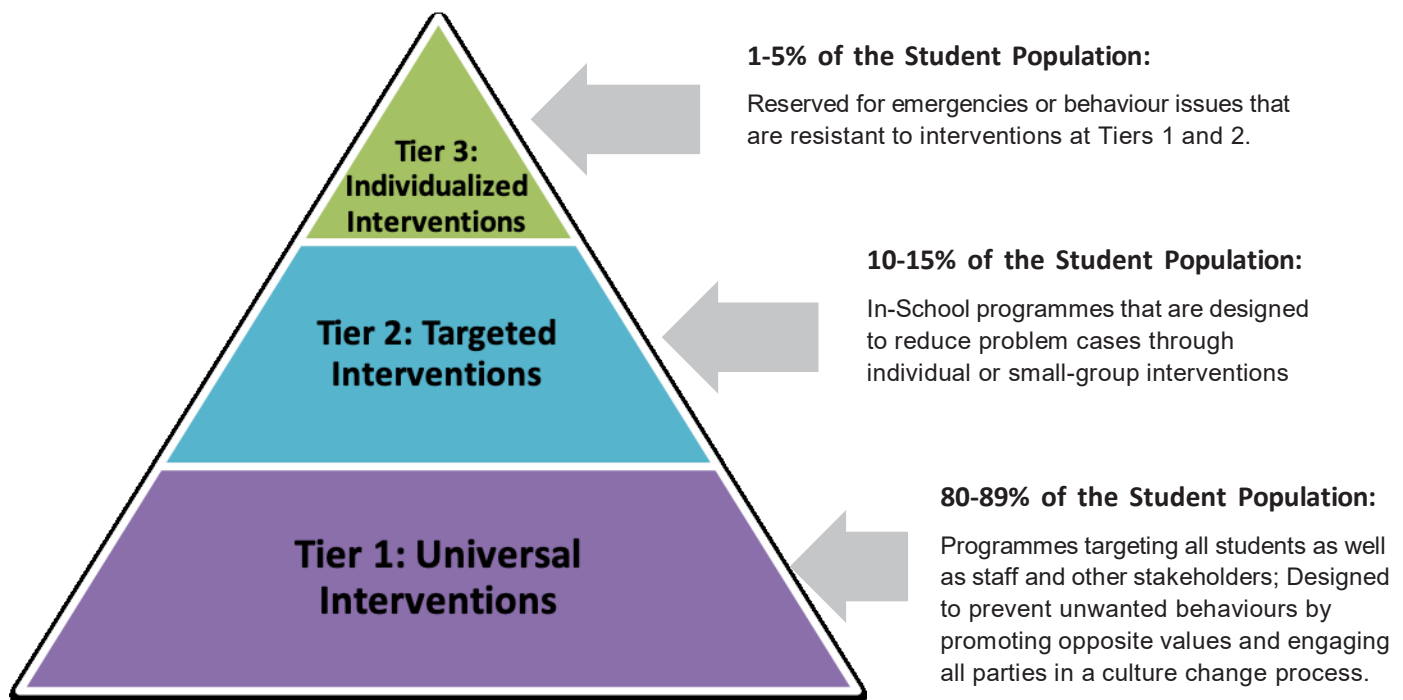 1-5% of the Student Population:
Reserved for emergencies or behaviour issues that
are resistant to interventions at Tiers 1 and 2.
Tier 3:
Individualized
Interventions
10-15% of the Student Population:
In-School programmes that are designed
to reduce problem cases through
individual or small-group interventions
Tier 2: Targeted
Interventions
80-89% of the Student Population:
Programmes targeting all students as well
as staff and other stakeholders; Designed
to prevent unwanted behaviours by
promoting opposite values and engaging
all parties in a culture change process.
Tier 1: Universal
Interventions